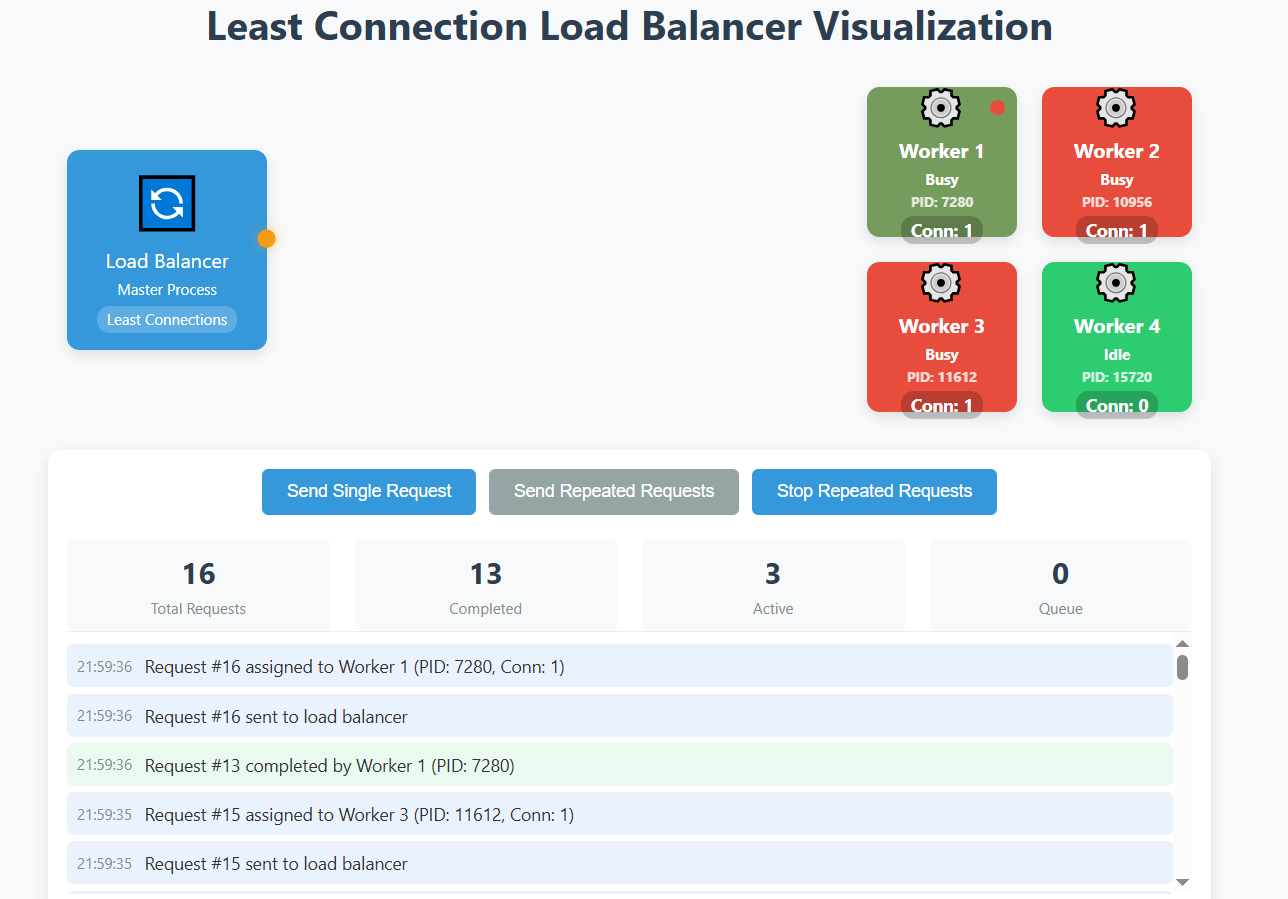 Least Connection Load Balancer Visualization
Load Balancer
Master Process
Least Connections
Worker 1
Busy
PID: 7280
Conn: 1
Worker 2
Busy
PID: 10956
Conn: 1
Worker 3
Busy
PID: 11612
Conn: 1
Worker 4
Idle
PID: 15720
Conn: 0
Send Single Request
Send Repeated Requests
Stop Repeated Requests
16
Total Requests
13
Completed
3
Active
0
Queue
21:59:36 Request #16 assigned to Worker 1 (PID: 7280, Conn: 1)
21:59:36 Request #16 sent to load balancer
21:59:36 Request #13 completed by Worker 1 (PID: 7280)
21:59:35 Request #15 assigned to Worker 3 (PID: 11612, Conn: 1)
21:59:35 Request #15 sent to load balancer